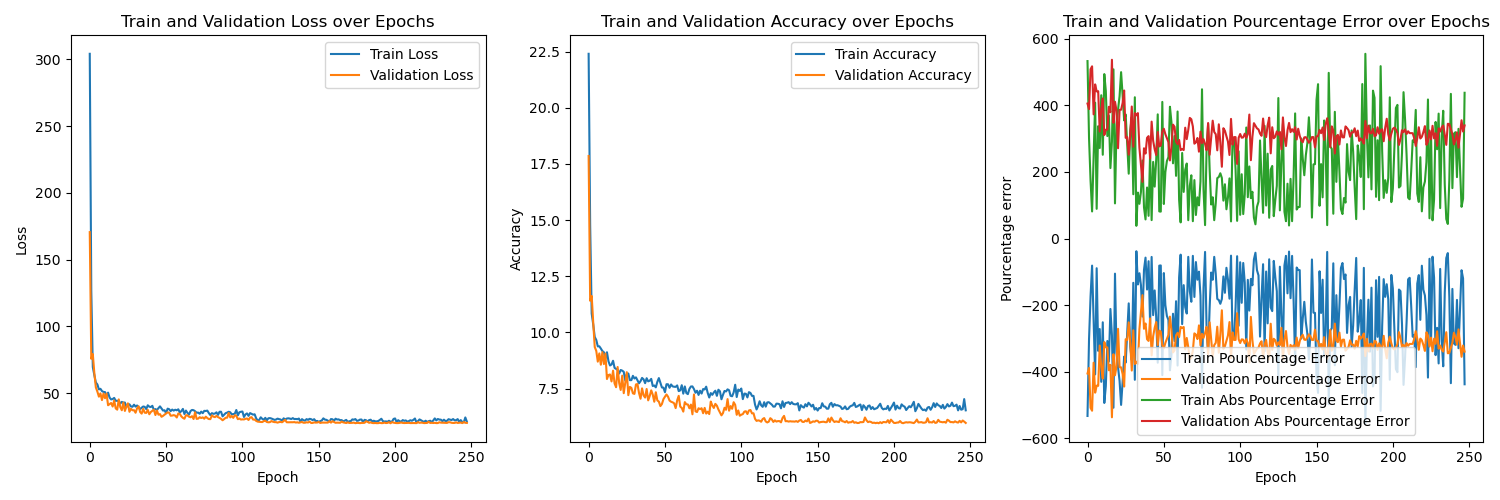 Train and Validation Loss over Epochs
300
250
200
150
100
50
0
50
100
150
200
250
Loss
Epoch
Train Loss
Validation Loss
Train and Validation Accuracy over Epochs
22.5
20.0
17.5
15.0
12.5
10.0
7.5
0
50
100
150
200
250
Accuracy
Epoch
Train Accuracy
Validation Accuracy
Train and Validation Pourcentage Error over Epochs
600
400
200
0
−200
−400
−600
0
50
100
150
200
250
Pourcentage error
Epoch
Train Pourcentage Error
Validation Pourcentage Error
Train Abs Pourcentage Error
Validation Abs Pourcentage Error